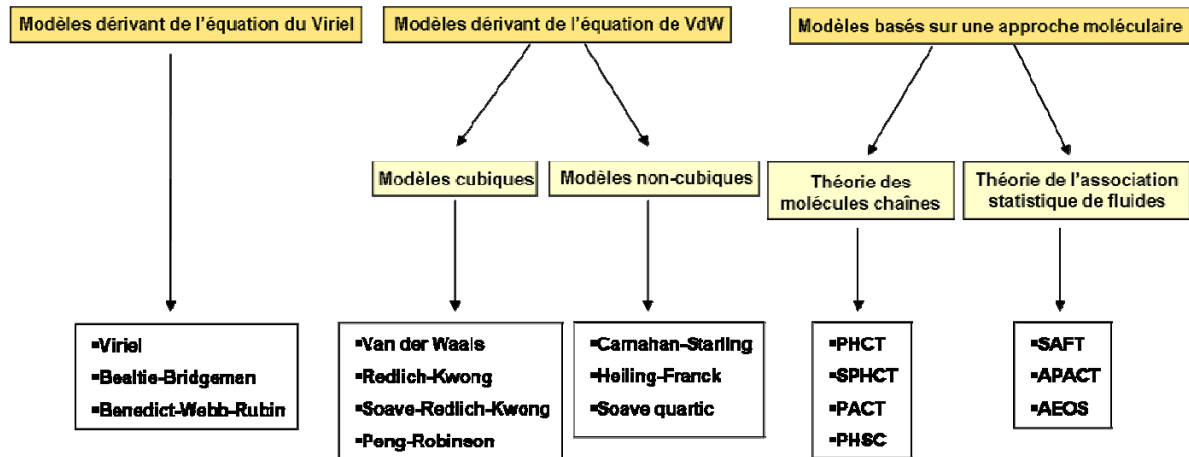 Modèles dérivant de l'équation du Viriel
Modèles dérivant de l'équation de VdW
Modèles basés sur une approche moléculaire
Modèles cubiques
Modèles non-cubiques
Théorie des
molécules chaînes
Théorie de l'association
statistique de fluides
▪Viriel
▪Bealtie-Bridgeman
▪Benedict-Webb-Rubin
▪Van der Waals
▪Redlich-Kwong
▪Soave-Redlich-Kwong
▪Peng-Robinson
▪Carnahan-Starling
▪Heiling-Franck
▪Soave quartic
▪PHCT
▪SPHCT
▪PACT
▪PHSC
▪SAFT
▪APACT
▪AEOS